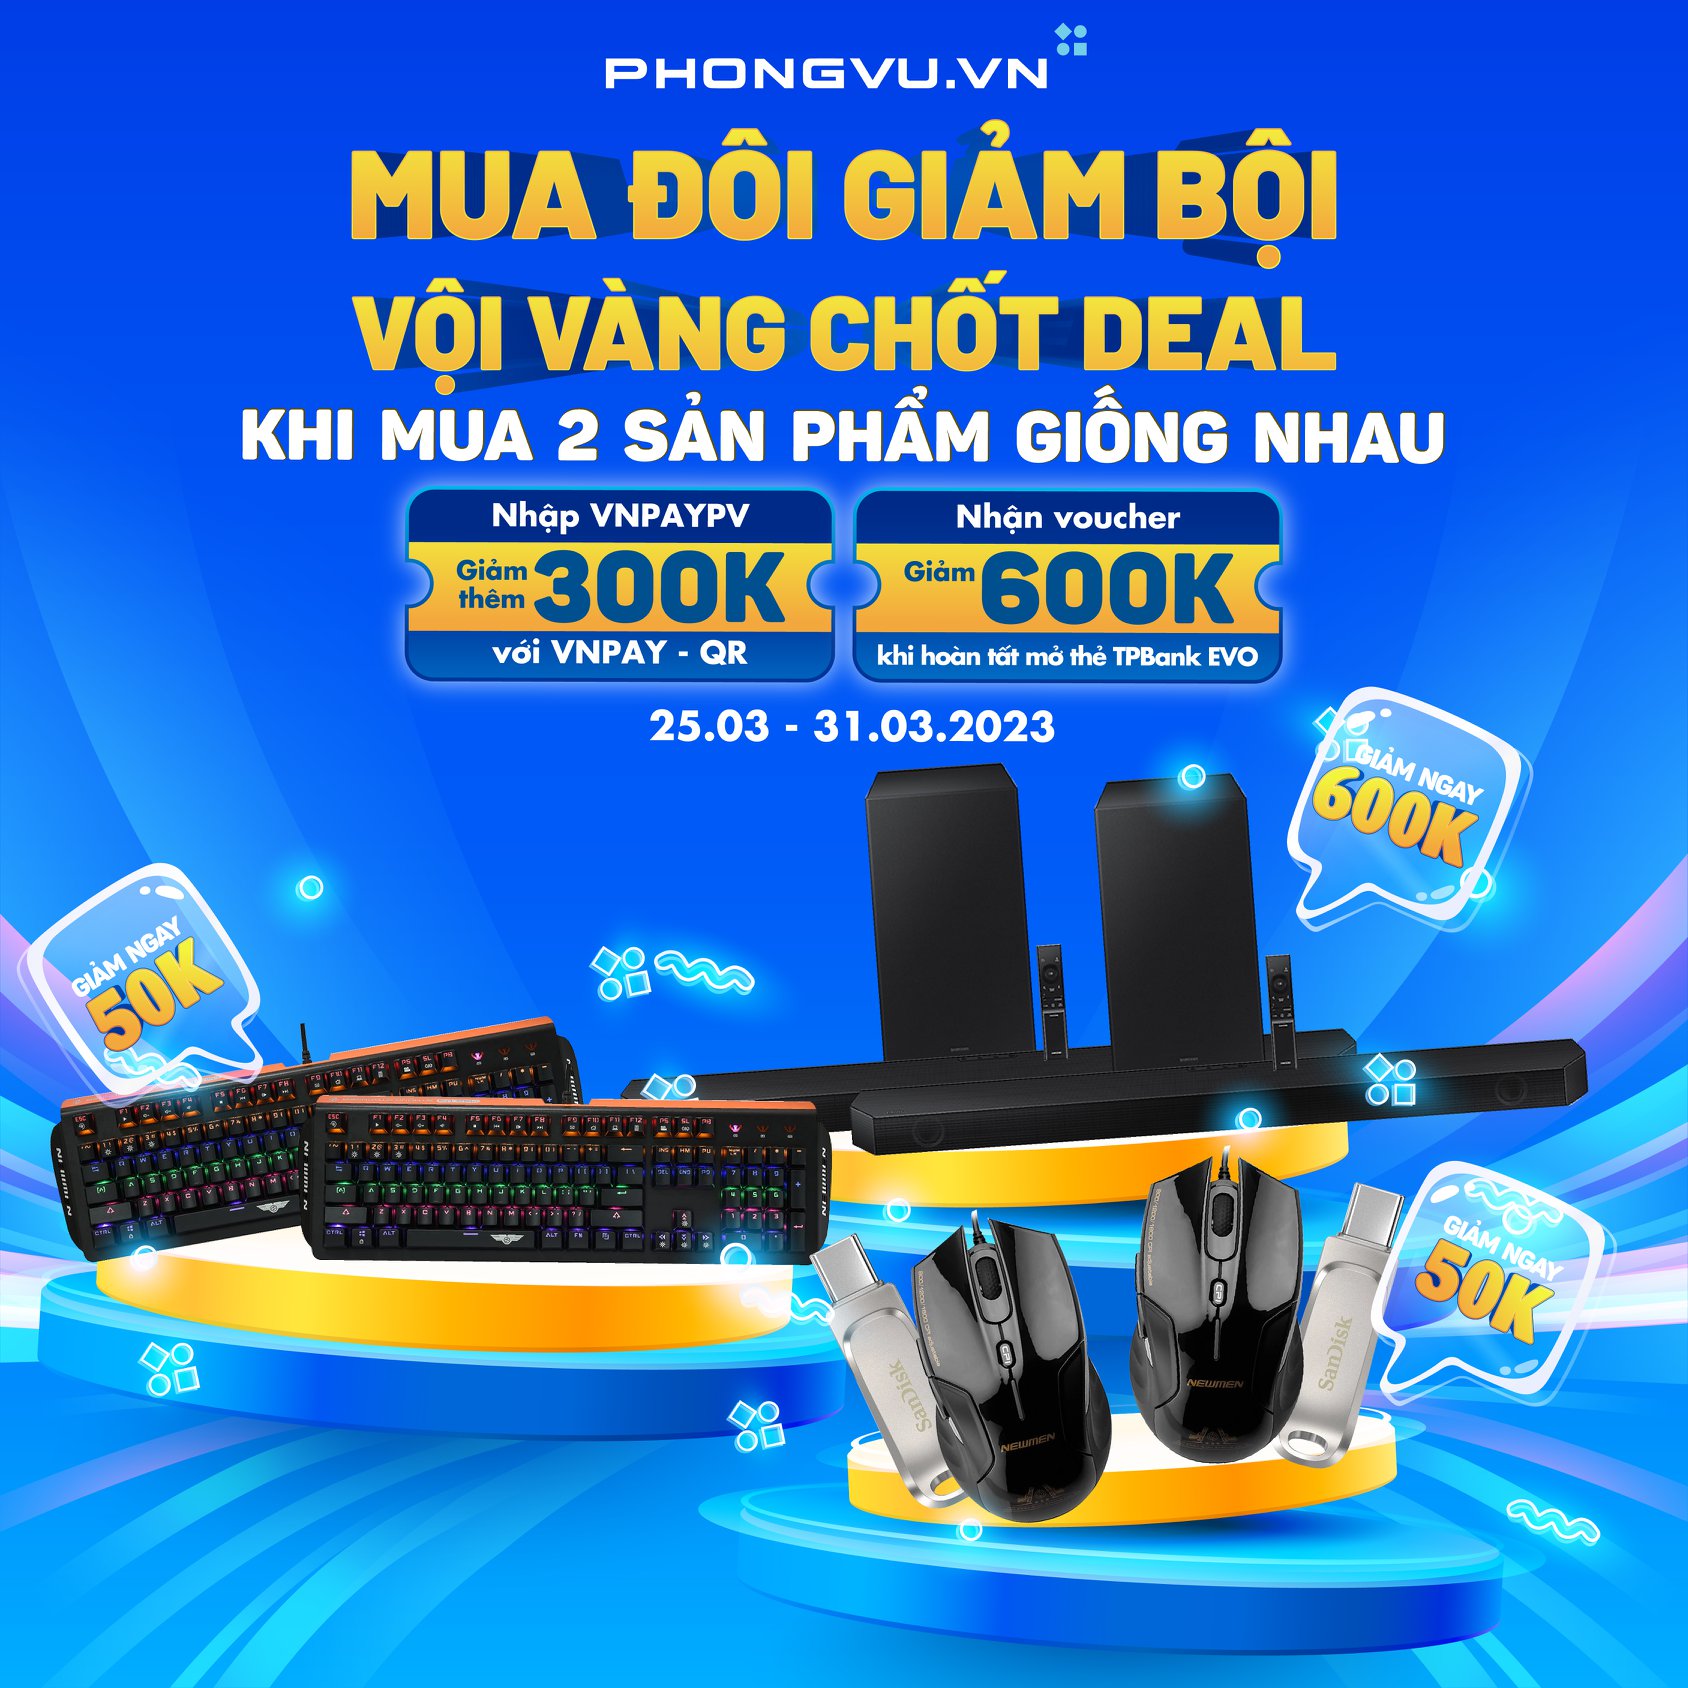 PHONGVU.VN
MUA ĐÔI GIẢM BỘI
VỘI VÀNG CHỐT DEAL
KHI MUA 2 SẢN PHẨM GIỐNG NHAU
Nhập VNPAYPV
Giảm thêm 300K
với VNPAY - QR
Nhận voucher
Giảm 600K
khi hoàn tất mở thẻ TPBank EVO
25.03 - 31.03.2023
GIẢM NGAY
600K
GIẢM NGAY
50K
GIẢM NGAY
50K
SanDisk
NEWMEN
NEWMEN
SanDisk